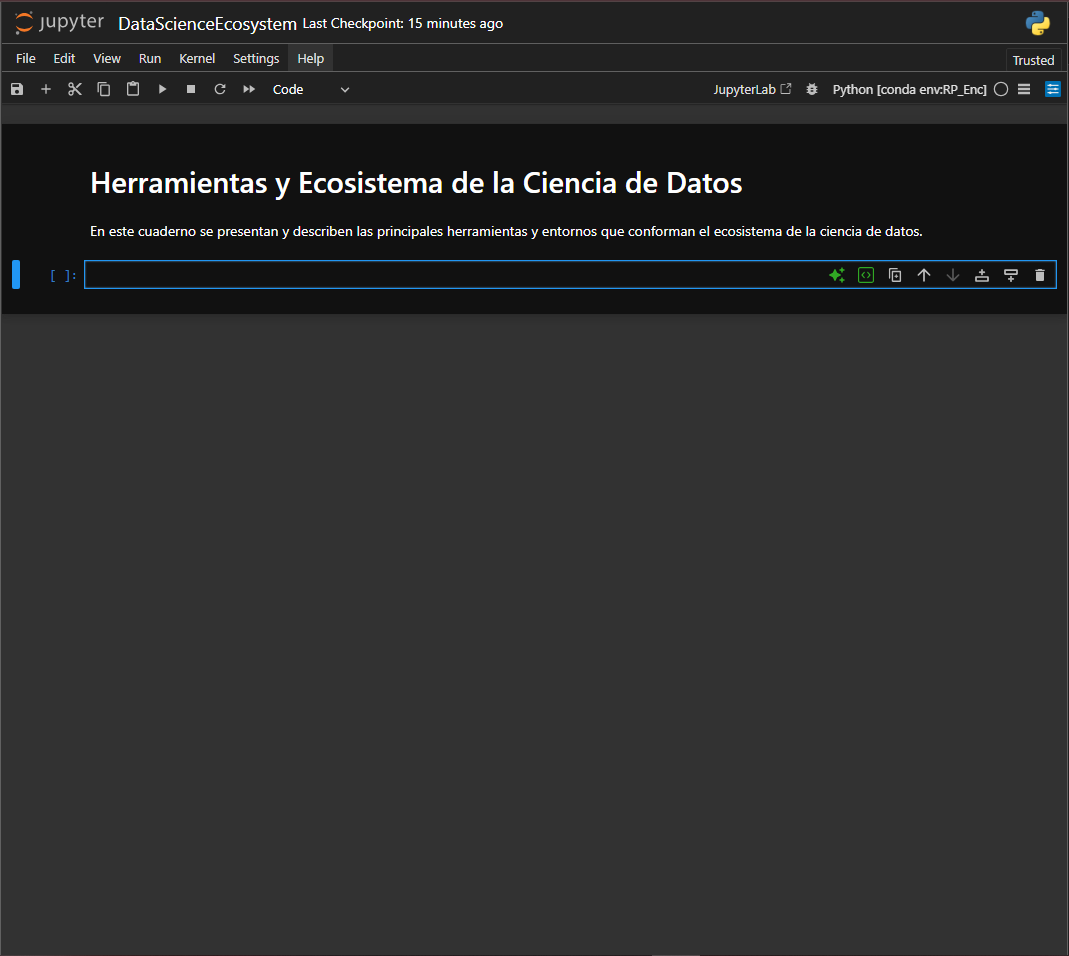 jupyter DataScienceEcosystem Last Checkpoint: 15 minutes ago
File Edit View Run Kernel Settings Help Trusted
Code JupyterLab Python [conda env:RP_Enc]
Herramientas y Ecosistema de la Ciencia de Datos
En este cuaderno se presentan y describen las principales herramientas y entornos que conforman el ecosistema de la ciencia de datos.
[ ]: